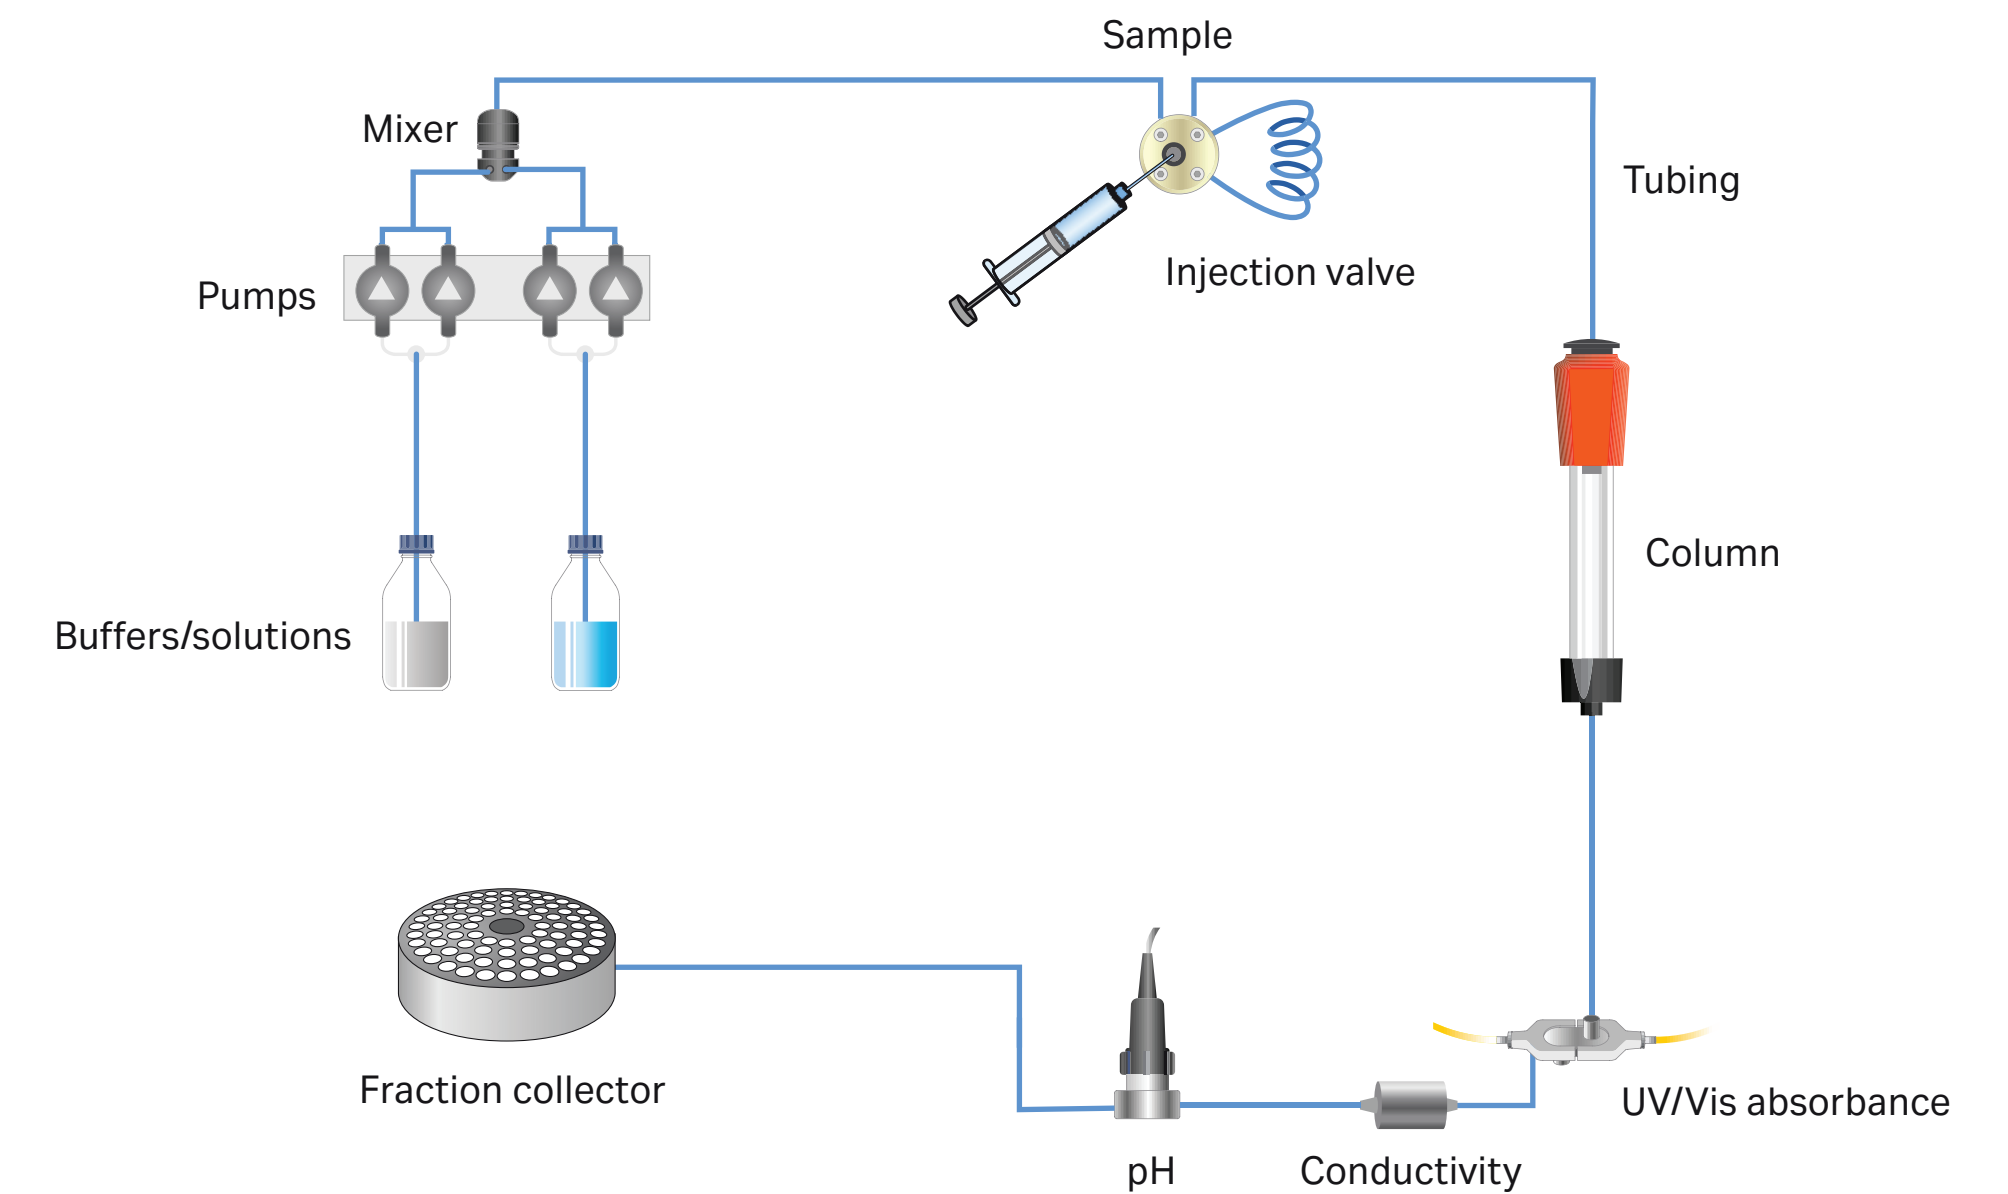 Sample
Mixer
Tubing
Injection valve
Pumps
Column
Buffers/solutions
Fraction collector
UV/Vis absorbance
pH
Conductivity